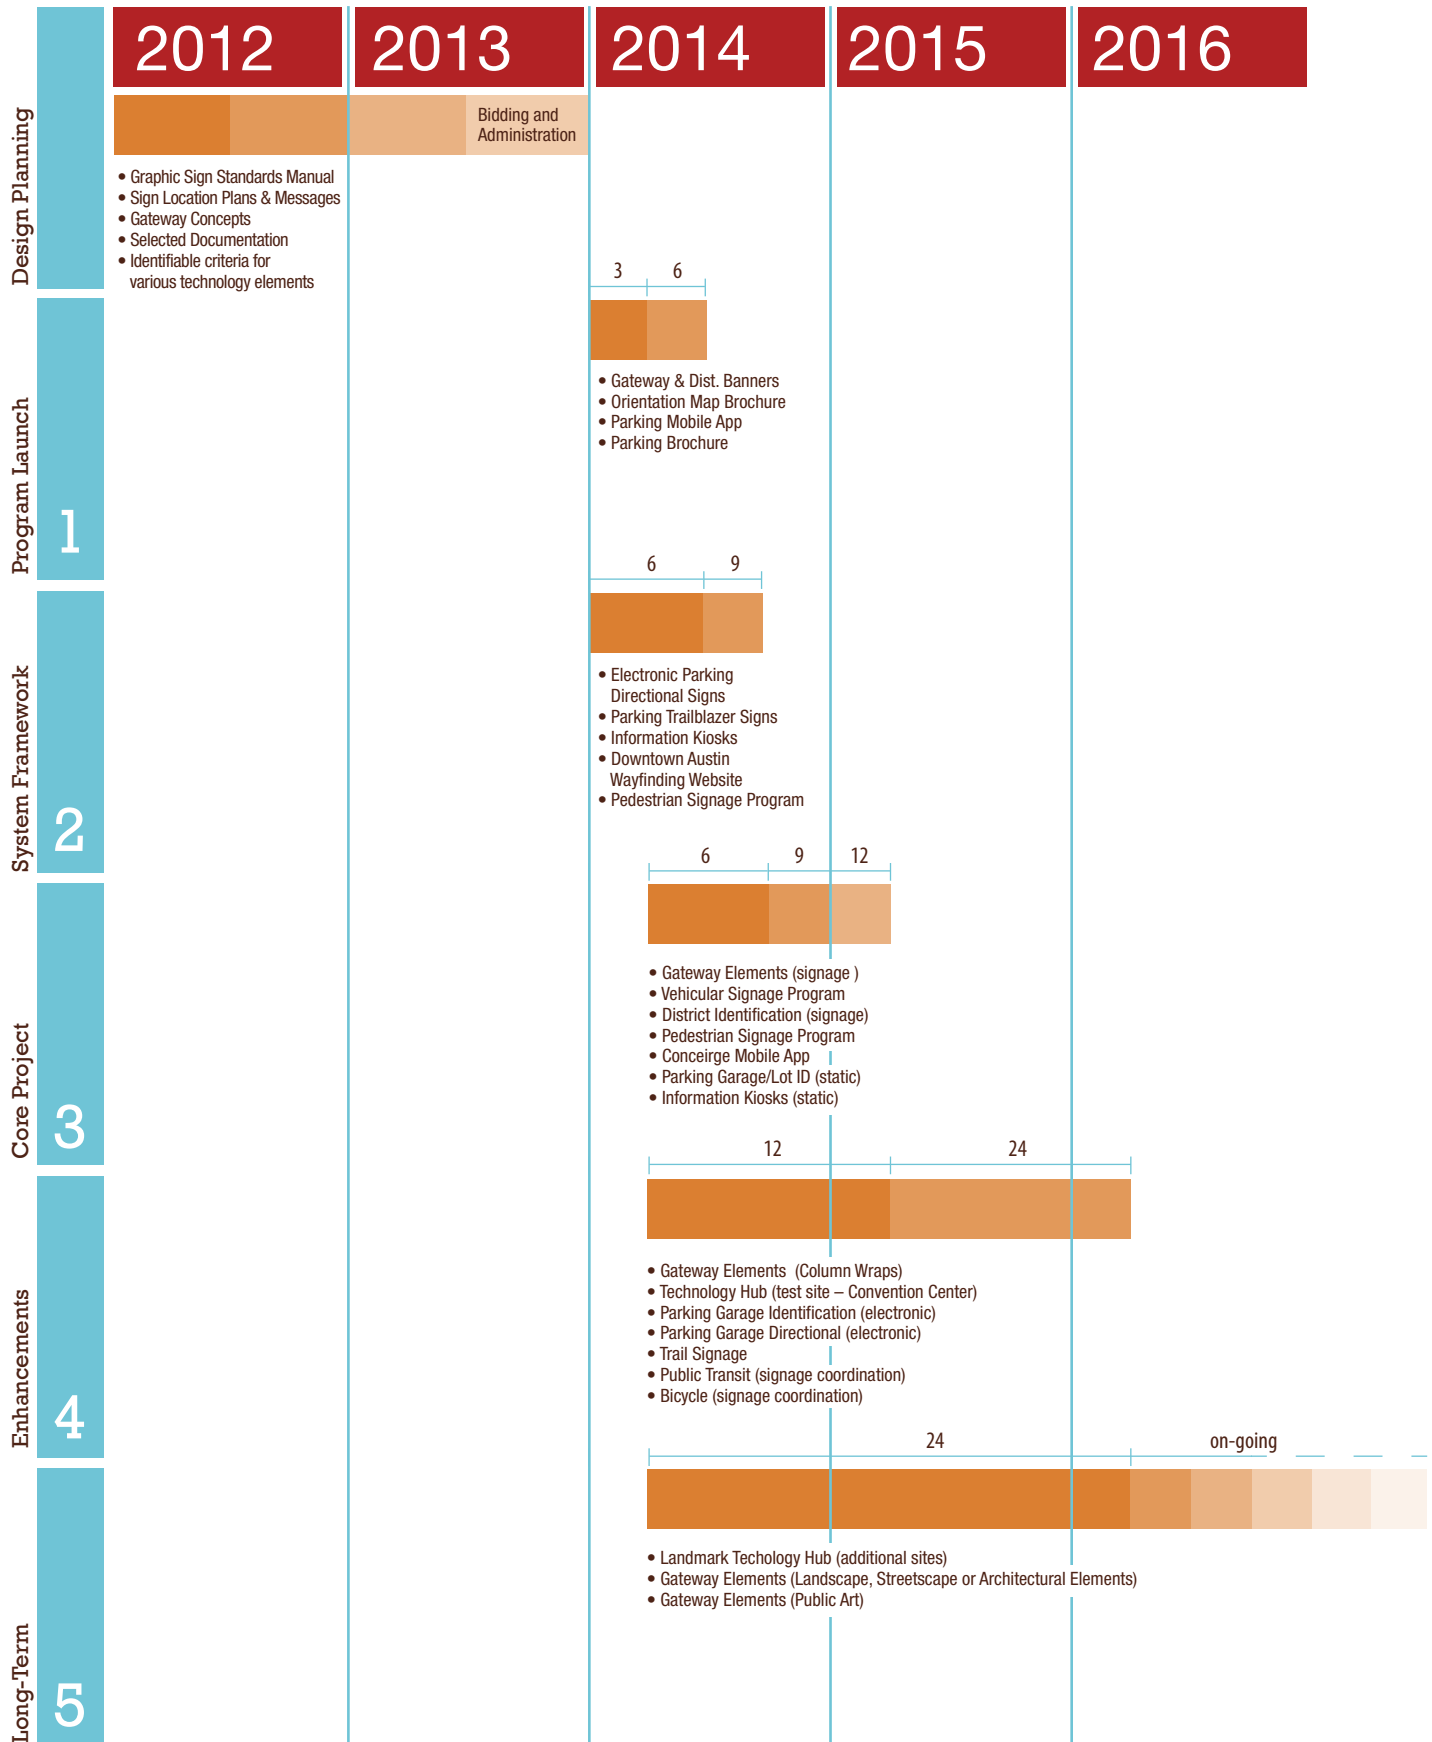 2012
2013
2014
2015
2016
Design Planning
Bidding and
Administration
• Graphic Sign Standards Manual
• Sign Location Plans & Messages
• Gateway Concepts
• Selected Documentation
• Identifiable criteria for
various technology elements
Program Launch
1
3
6
• Gateway & Dist. Banners
• Orientation Map Brochure
• Parking Mobile App
• Parking Brochure
System Framework
2
6
9
• Electronic Parking
Directional Signs
• Parking Trailblazer Signs
• Information Kiosks
• Downtown Austin
Wayfinding Website
• Pedestrian Signage Program
Core Project
3
6
9
12
• Gateway Elements (signage )
• Vehicular Signage Program
• District Identification (signage)
• Pedestrian Signage Program
• Conceirge Mobile App
• Parking Garage/Lot ID (static)
• Information Kiosks (static)
Enhancements
4
12
24
• Gateway Elements  (Column Wraps)
• Technology Hub (test site – Convention Center)
• Parking Garage Identification (electronic)
• Parking Garage Directional (electronic)
• Trail Signage
• Public Transit (signage coordination)
• Bicycle (signage coordination)
Long-Term
5
24
on-going
• Landmark Techology Hub (additional sites)
• Gateway Elements (Landscape, Streetscape or Architectural Elements)
• Gateway Elements (Public Art)